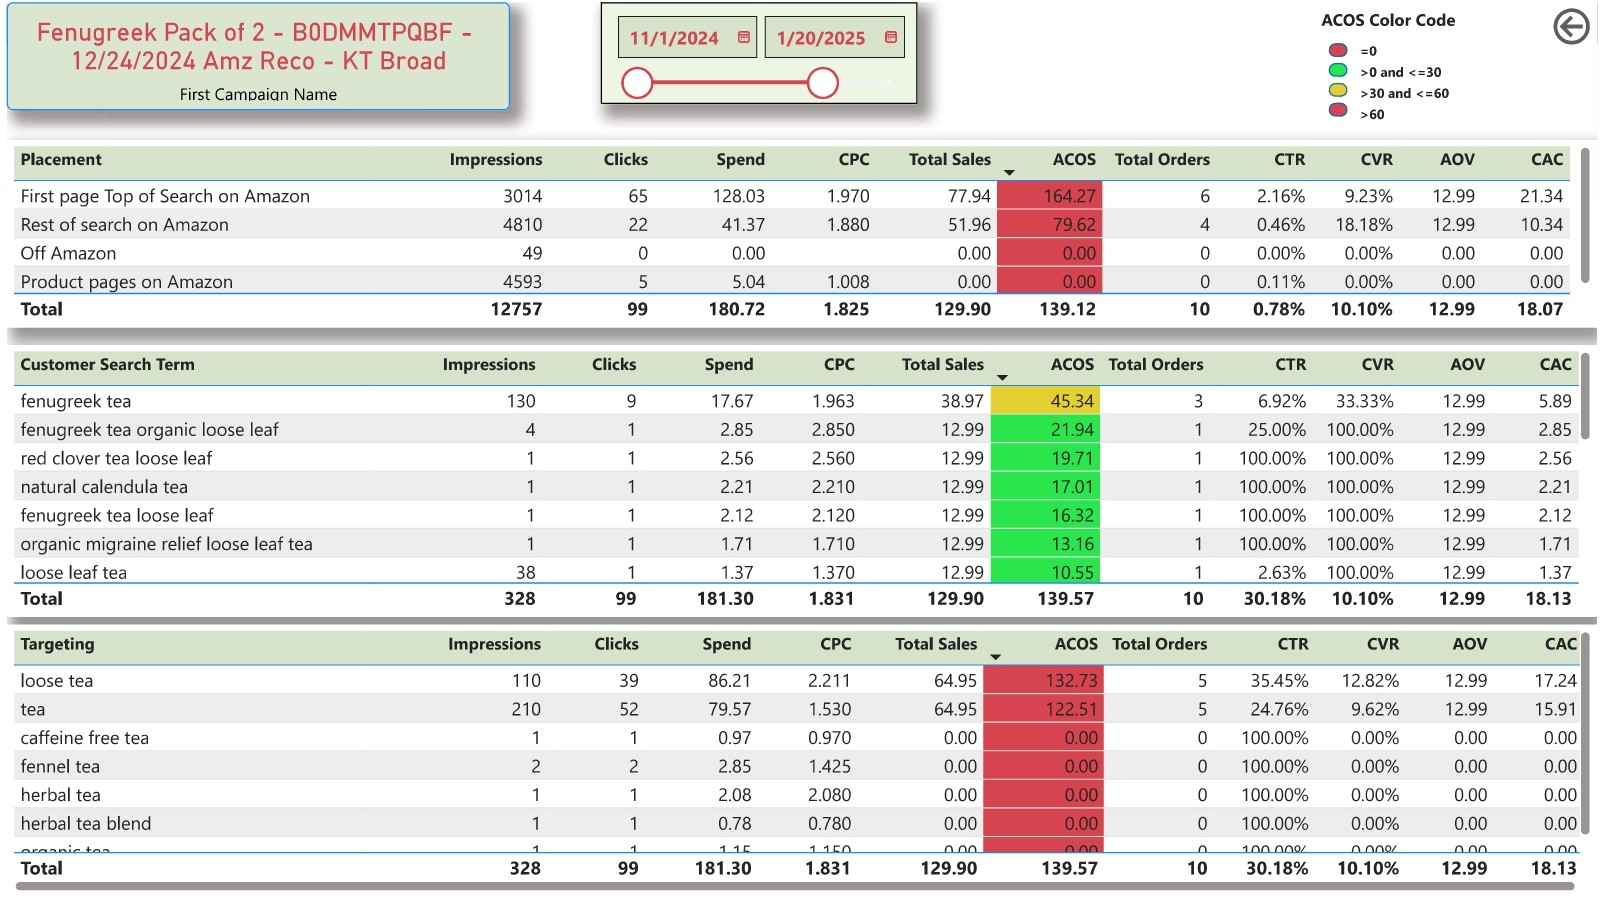 Fenugreek Pack of 2 - B0DMMTPQBF -
12/24/2024 Amz Reco - KT Broad
First Campaign Name
11/1/2024 1/20/2025
ACOS Color Code
=0
>0 and <=30
>30 and <=60
>60
Placement Impressions Clicks Spend CPC Total Sales ACOS Total Orders CTR CVR AOV CAC
First page Top of Search on Amazon 3014 65 128.03 1.970 77.94 164.27 6 2.16% 9.23% 12.99 21.34
Rest of search on Amazon 4810 22 41.37 1.880 51.96 79.62 4 0.46% 18.18% 12.99 10.34
Off Amazon 49 0 0.00 0.00 0.00 0 0.00% 0.00% 0.00 0.00
Product pages on Amazon 4593 5 5.04 1.008 0.00 0.00 0 0.11% 0.00% 0.00 0.00
Total 12757 99 180.72 1.825 129.90 139.12 10 0.78% 10.10% 12.99 18.07
Customer Search Term Impressions Clicks Spend CPC Total Sales ACOS Total Orders CTR CVR AOV CAC
fenugreek tea 130 9 17.67 1.963 38.97 45.34 3 6.92% 33.33% 12.99 5.89
fenugreek tea organic loose leaf 4 1 2.85 2.850 12.99 21.94 1 25.00% 100.00% 12.99 2.85
red clover tea loose leaf 1 1 2.56 2.560 12.99 19.71 1 100.00% 100.00% 12.99 2.56
natural calendula tea 1 1 2.21 2.210 12.99 17.01 1 100.00% 100.00% 12.99 2.21
fenugreek tea loose leaf 1 1 2.12 2.120 12.99 16.32 1 100.00% 100.00% 12.99 2.12
organic migraine relief loose leaf tea 1 1 1.71 1.710 12.99 13.16 1 100.00% 100.00% 12.99 1.71
loose leaf tea 38 1 1.37 1.370 12.99 10.55 1 2.63% 100.00% 12.99 1.37
Total 328 99 181.30 1.831 129.90 139.57 10 30.18% 10.10% 12.99 18.13
Targeting Impressions Clicks Spend CPC Total Sales ACOS Total Orders CTR CVR AOV CAC
loose tea 110 39 86.21 2.211 64.95 132.73 5 35.45% 12.82% 12.99 17.24
tea 210 52 79.57 1.530 64.95 122.51 5 24.76% 9.62% 12.99 15.91
caffeine free tea 1 1 0.97 0.970 0.00 0.00 0 100.00% 0.00% 0.00 0.00
fennel tea 2 2 2.85 1.425 0.00 0.00 0 100.00% 0.00% 0.00 0.00
herbal tea 1 1 2.08 2.080 0.00 0.00 0 100.00% 0.00% 0.00 0.00
herbal tea blend 1 1 0.78 0.780 0.00 0.00 0 100.00% 0.00% 0.00 0.00
organic tea 1 1 1.15 1.150 0.00 0.00 0 100.00% 0.00% 0.00 0.00
Total 328 99 181.30 1.831 129.90 139.57 10 30.18% 10.10% 12.99 18.13